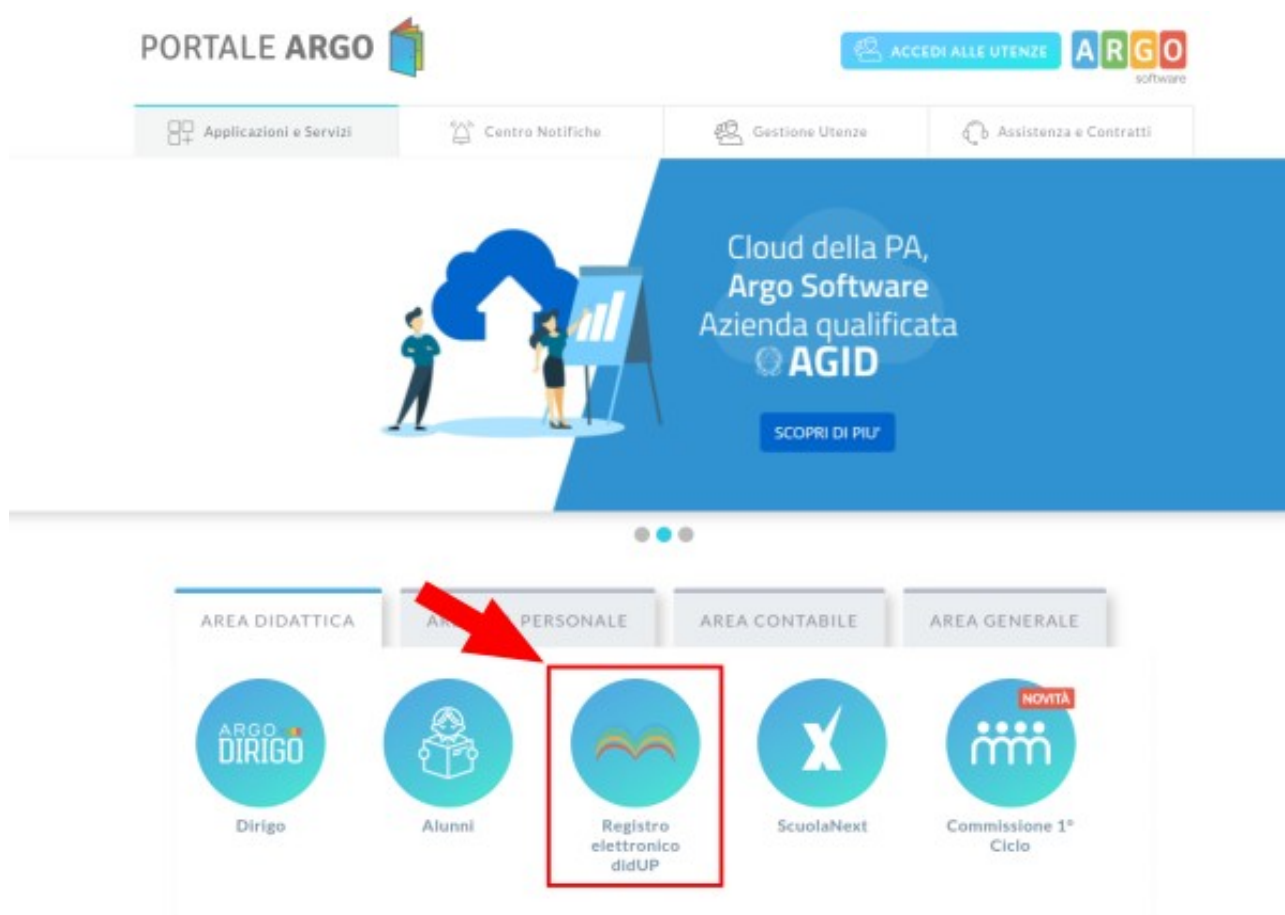 PORTALE ARGO
ACCEDI ALLE UTENZE
ARGO
software
Applicazioni e Servizi
Centro Notifiche
Gestione Utenze
Assistenza e Contratti
Cloud della PA,
Argo Software
Azienda qualificata
AGID
SCOPRI DI PIU'
AREA DIDATTICA
PERSONALE
AREA CONTABILE
AREA GENERALE
ARGO
DIRIGO
X
NOVITÀ
Dirigo
Alunni
Registro
elettronico
didUP
ScuolaNext
Commissione 1°
Ciclo